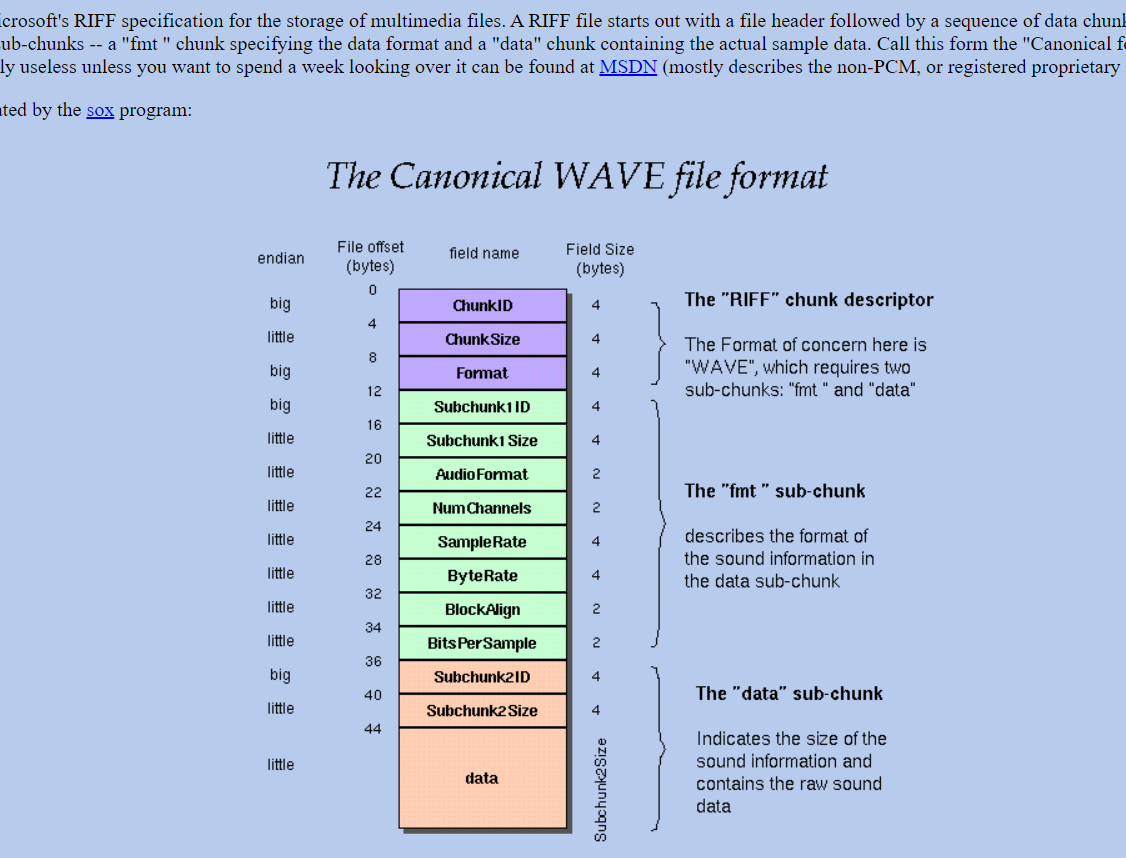 crosoft's RIFF specification for the storage of multimedia files. A RIFF file starts out with a file header followed by a sequence of data chunk
ub-chunks -- a "fmt " chunk specifying the data format and a "data" chunk containing the actual sample data. Call this form the "Canonical fo
ly useless unless you want to spend a week looking over it can be found at MSDN (mostly describes the non-PCM, or registered proprietary
ted by the sox program:
The Canonical WAVE file format
endian File offset (bytes) field name Field Size (bytes)
0
big ChunkID 4
4
little ChunkSize 4
8
big Format 4
12
big Subchunk1ID 4
16
little Subchunk1Size 4
20
little AudioFormat 2
22
little NumChannels 2
24
little SampleRate 4
28
little ByteRate 4
32
little BlockAlign 2
34
little BitsPerSample 2
36
big Subchunk2ID 4
40
little Subchunk2Size 4
44
little data Subchunk2Size
The "RIFF" chunk descriptor
The Format of concern here is
"WAVE", which requires two
sub-chunks: "fmt " and "data"
The "fmt " sub-chunk
describes the format of
the sound information in
the data sub-chunk
The "data" sub-chunk
Indicates the size of the
sound information and
contains the raw sound
data